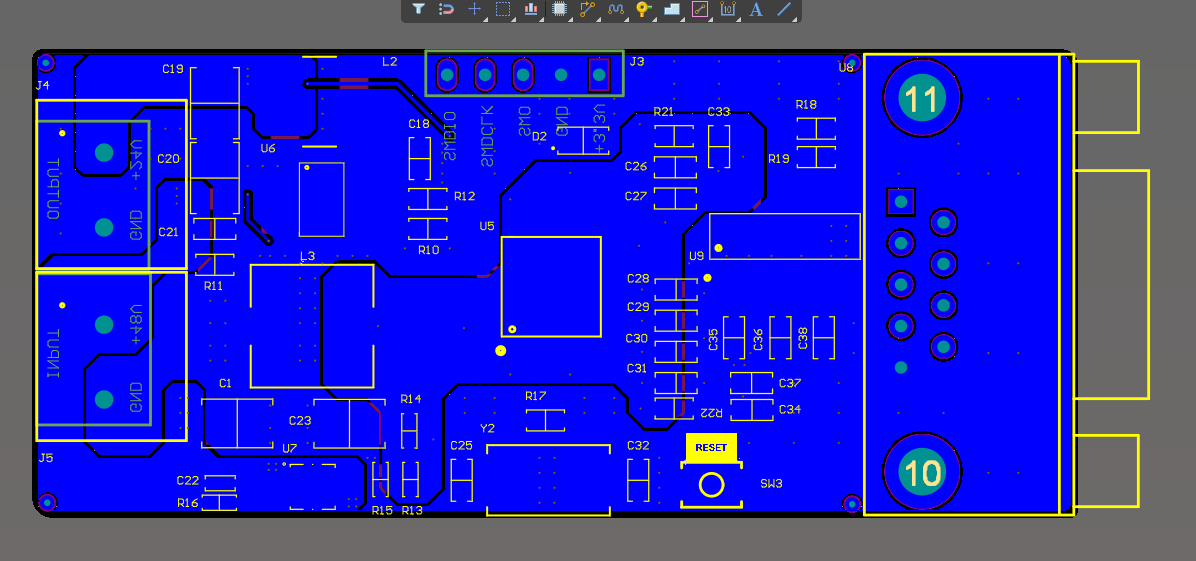 10
A
C19
L2
J3
U8
J4
11
SWDIO
SWDCLK
SWO
GND
+3.3V
C18
D2
R21
C33
R18
+24V
OUTPUT
GND
U6
C20
C26
R19
C27
R12
C21
U5
R10
L3
U9
R11
C28
C29
+48V
INPUT
GND
C30
C35
C36
C38
C31
C1
R14
R17
C37
C34
R22
C23
Y2
C25
C32
RESET
U7
J5
10
C22
SW3
R16
R15
R13